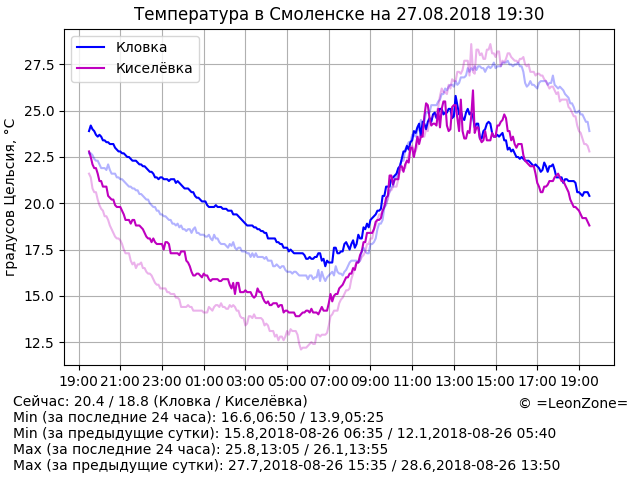 Температура в Смоленске на 27.08.2018 19:30
Кловка
Киселёвка
градусов Цельсия, °C
27.5
25.0
22.5
20.0
17.5
15.0
12.5
19:00 21:00 23:00 01:00 03:00 05:00 07:00 09:00 11:00 13:00 15:00 17:00 19:00
Сейчас: 20.4 / 18.8 (Кловка / Киселёвка)
© =LeonZone=
Min (за последние 24 часа): 16.6,06:50 / 13.9,05:25
Min (за предыдущие сутки): 15.8,2018-08-26 06:35 / 12.1,2018-08-26 05:40
Max (за последние 24 часа): 25.8,13:05 / 26.1,13:55
Max (за предыдущие сутки): 27.7,2018-08-26 15:35 / 28.6,2018-08-26 13:50